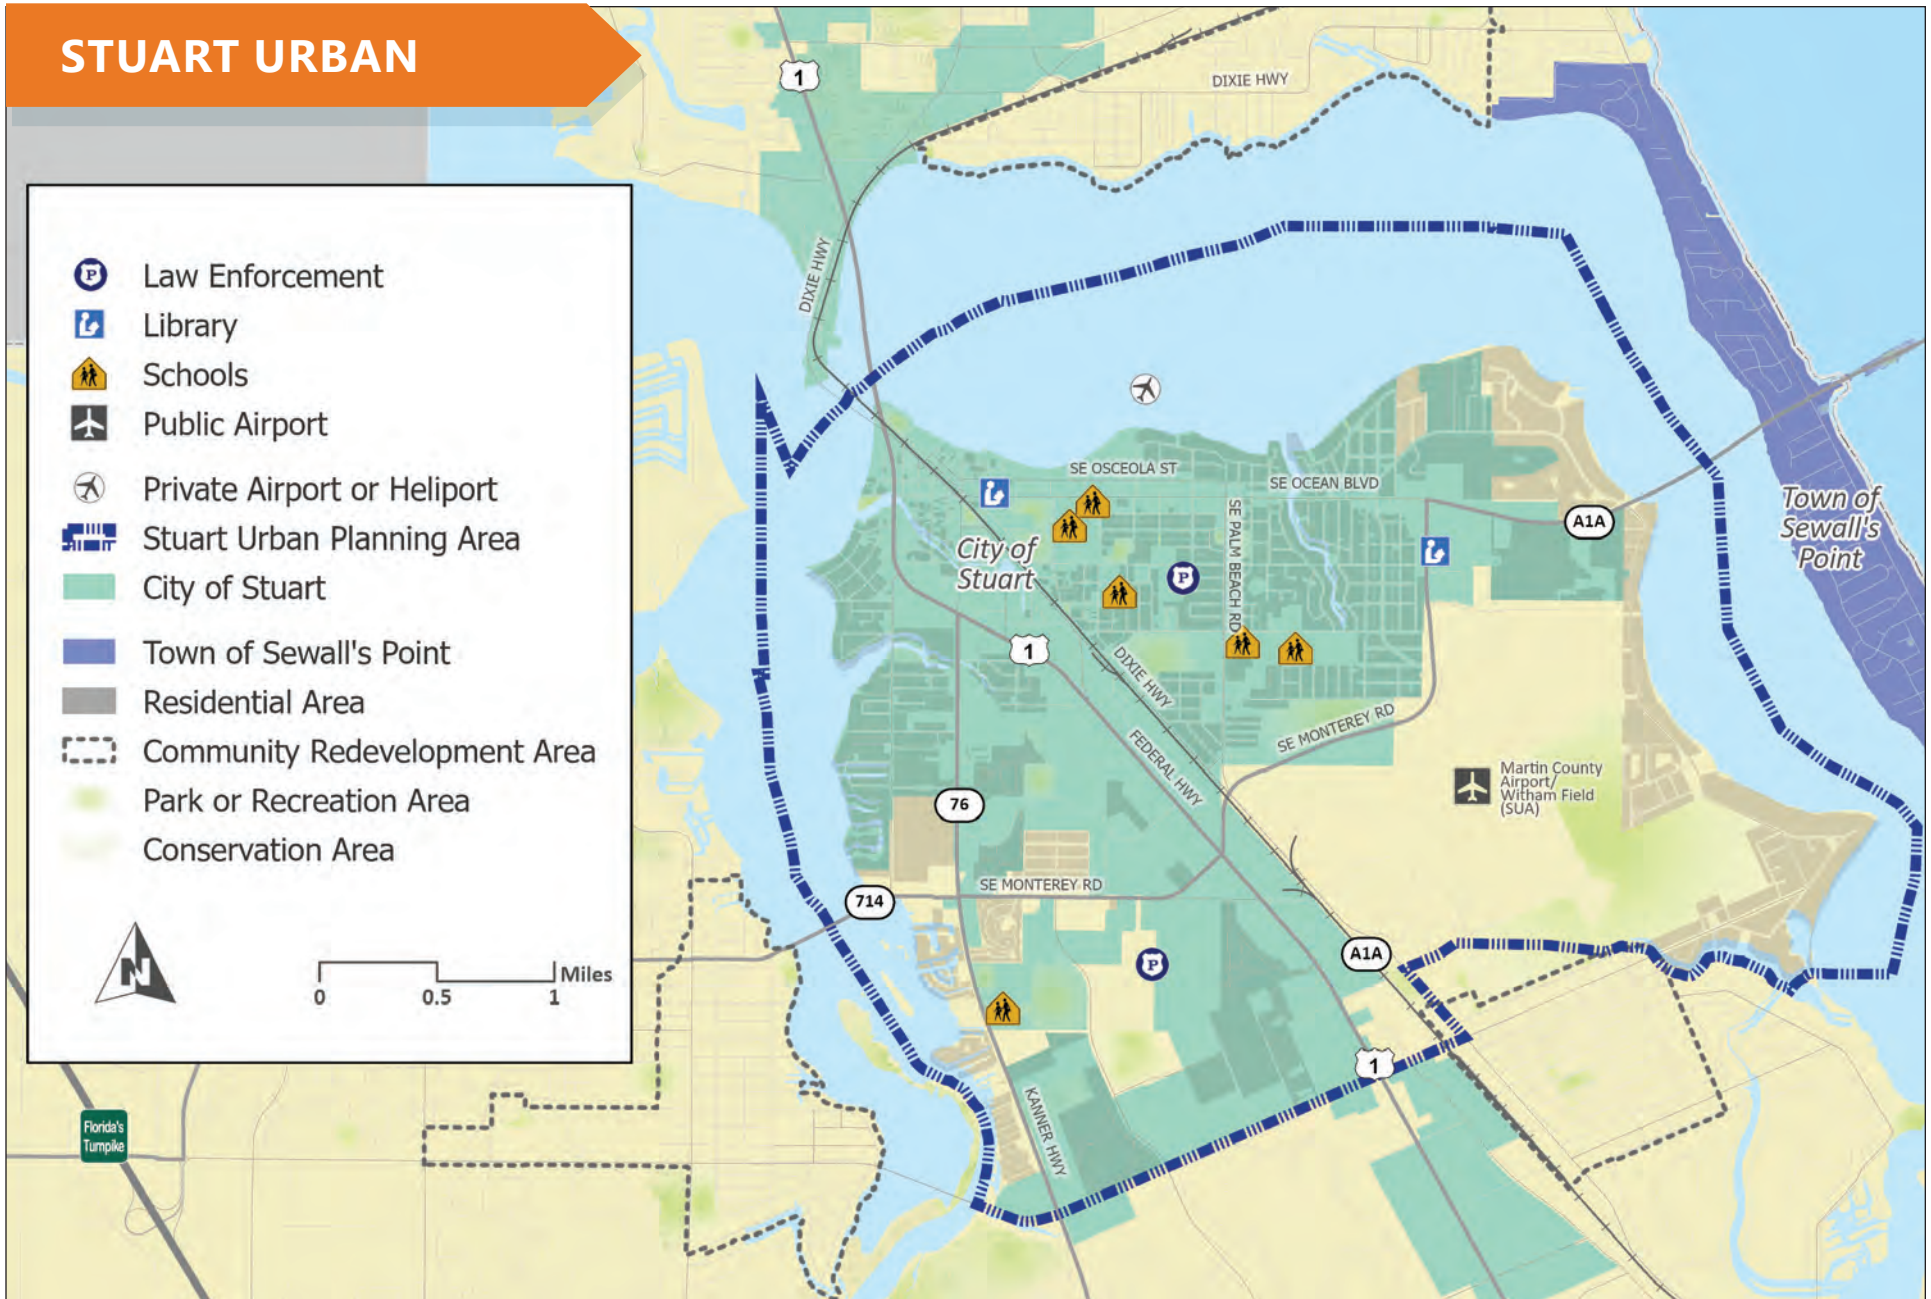 STUART URBAN
P
Law Enforcement
Library
Schools
Public Airport
Private Airport or Heliport
Stuart Urban Planning Area
City of Stuart
Town of Sewall's Point
Residential Area
Community Redevelopment Area
Park or Recreation Area
Conservation Area
N
Miles
0
0.5
1
1
DIXIE HWY
DIXIE HWY
SE OSCEOLA ST
SE OCEAN BLVD
SE PALM BEACH RD
A1A
Town of
Sewall's
Point
City of
Stuart
P
1
DIXIE HWY
FEDERAL HWY
SE MONTEREY RD
Martin County
Airport/
Witham Field
(SUA)
76
SE MONTEREY RD
714
P
A1A
1
KANNER HWY
Florida's
Turnpike